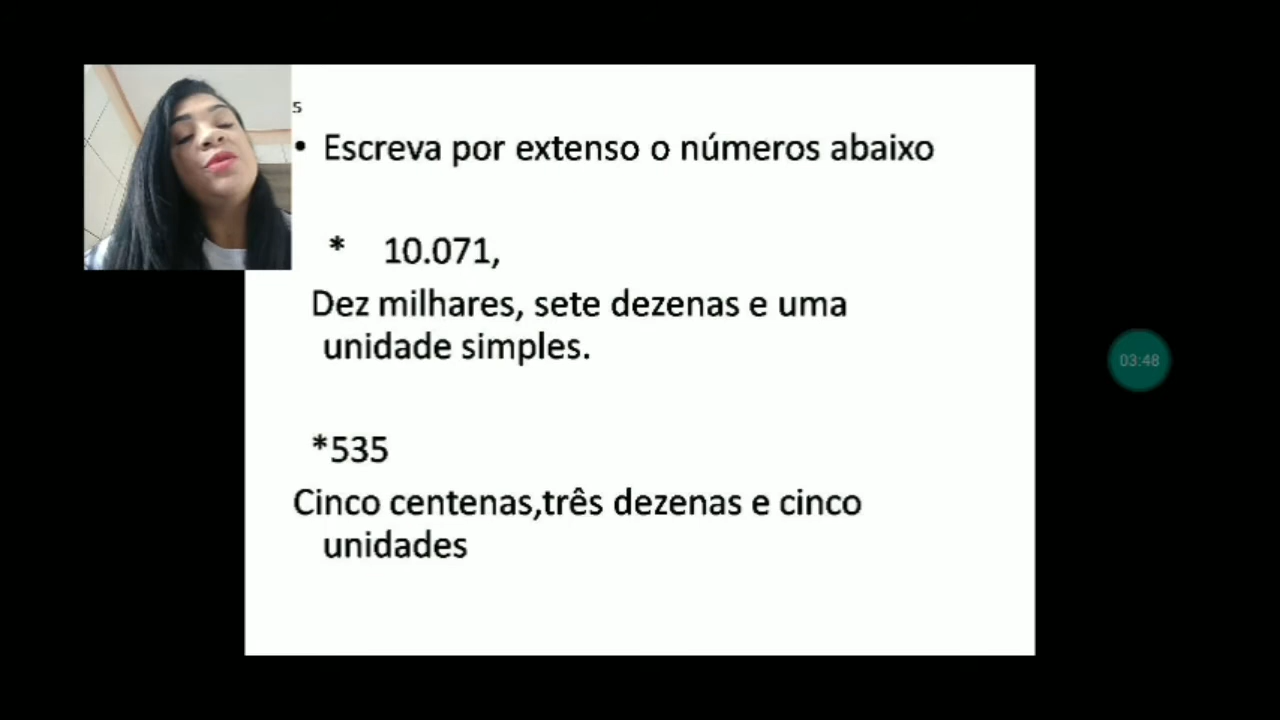 5
• Escreva por extenso o números abaixo
* 10.071,
Dez milhares, sete dezenas e uma
unidade simples.
*535
Cinco centenas,três dezenas e cinco
unidades
03:48